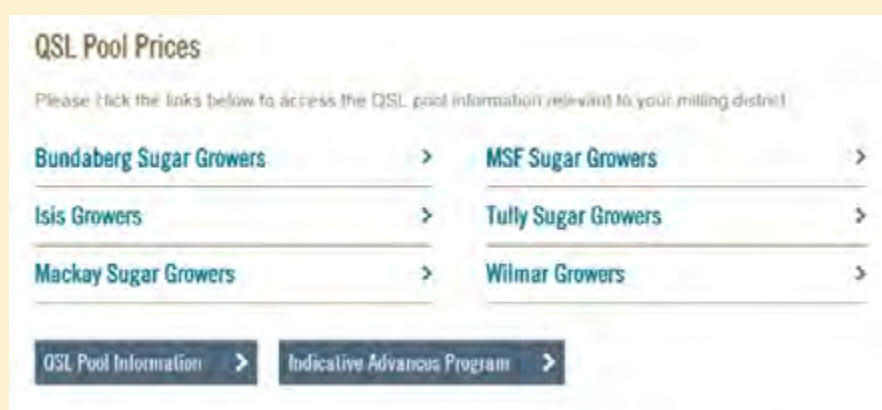 QSL Pool Prices
Please click the links below to access the QSL pool information relevant to your milling district
Bundaberg Sugar Growers
MSF Sugar Growers
Isis Growers
Tully Sugar Growers
Mackay Sugar Growers
Wilmar Growers
QSL Pool Information
Indicative Advances Program